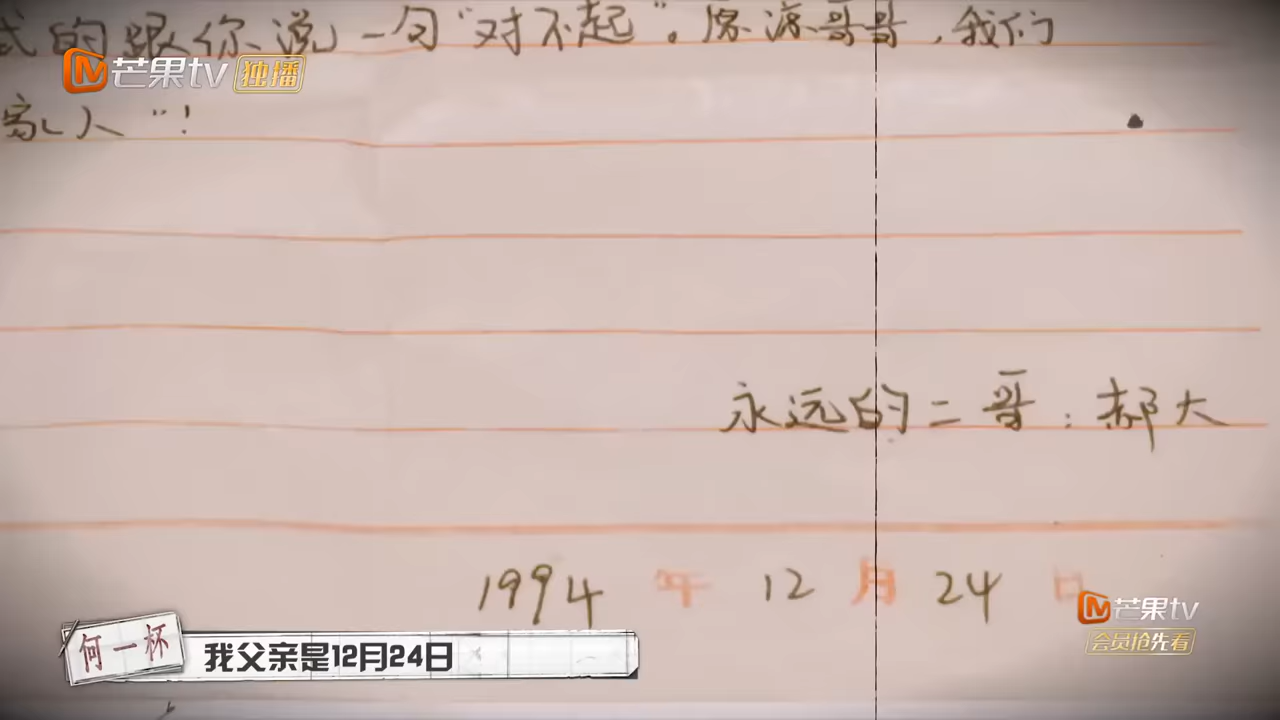 式的跟你说一句“对不起”。原谅哥哥，我们
芒果tv 独播
家人”！
永远的二哥：郝大
1994 年 12 月 24 日
芒果tv
会员抢先看
何一杯
我父亲是12月24日